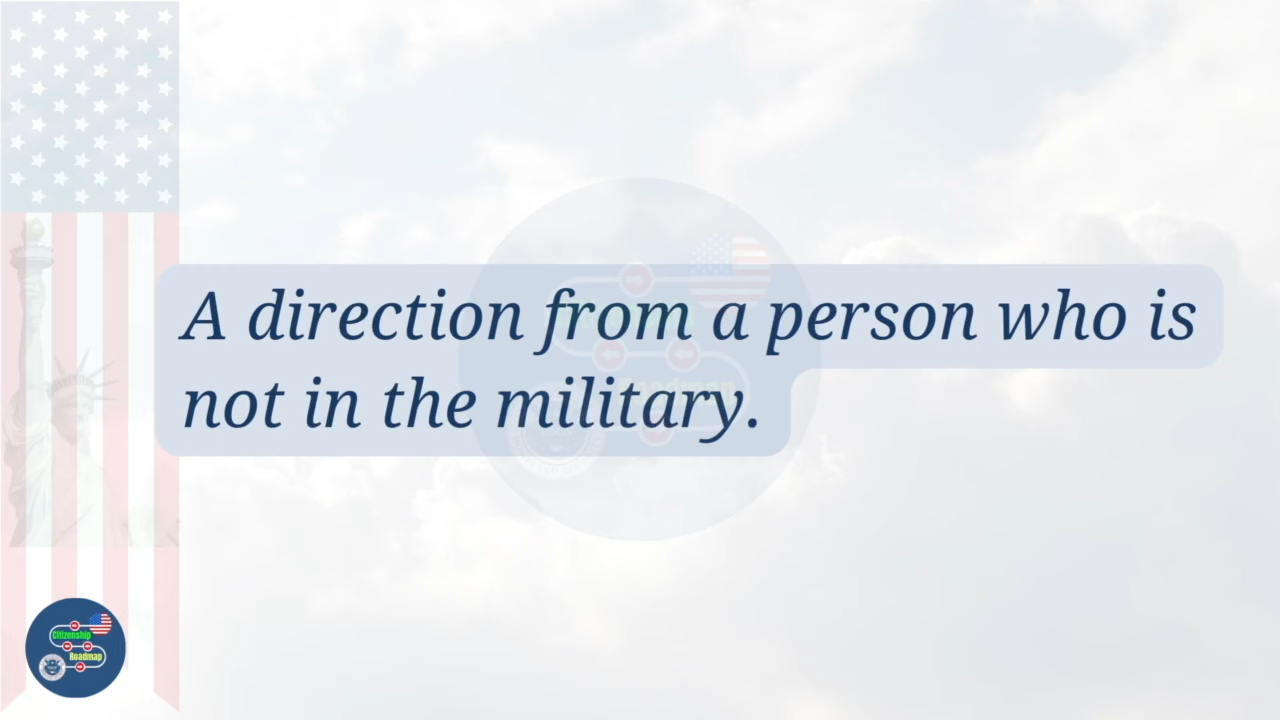 A direction from a person who is
not in the military.
Citizenship
Roadmap